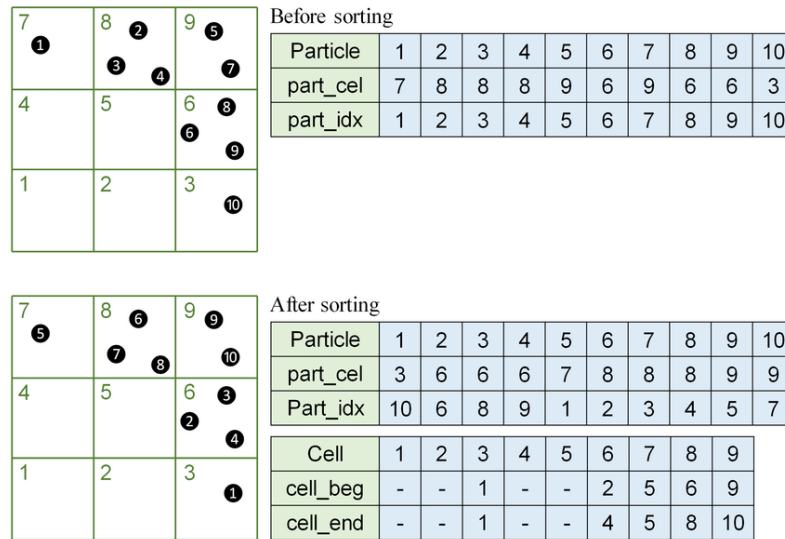 Before sorting
7 8 9
1 2 5
3 4 7
4 5 6 8
6 9
1 2 3
10
Particle 1 2 3 4 5 6 7 8 9 10
part_cel 7 8 8 8 9 6 9 6 6 3
part_idx 1 2 3 4 5 6 7 8 9 10
After sorting
7 8 9
5 6 9
7 8 10
4 5 6 3
2 4
1 2 3
1
Particle 1 2 3 4 5 6 7 8 9 10
part_cel 3 6 6 6 7 8 8 8 9 9
Part_idx 10 6 8 9 1 2 3 4 5 7
Cell 1 2 3 4 5 6 7 8 9
cell_beg - - 1 - - 2 5 6 9
cell_end - - 1 - - 4 5 8 10